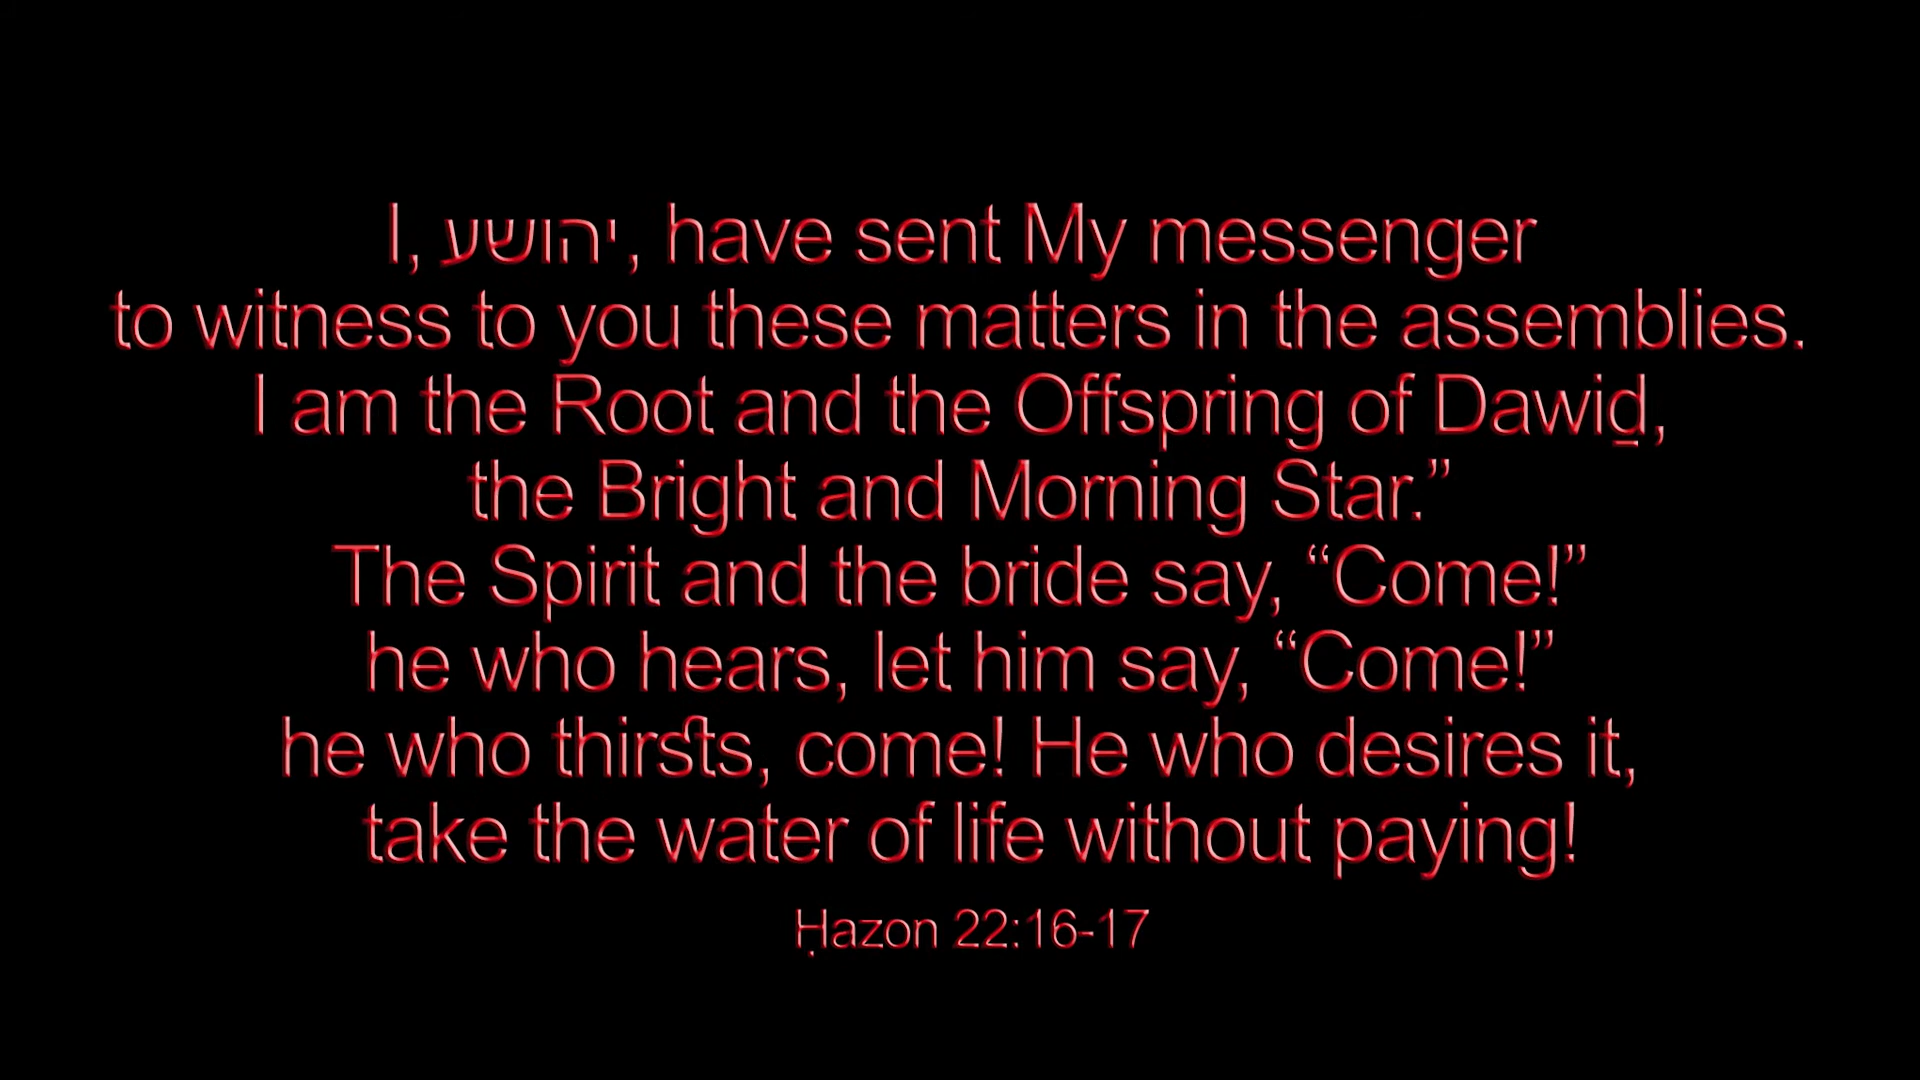 I, יהושע, have sent My messenger
to witness to you these matters in the assemblies.
I am the Root and the Offspring of Dawiḏ,
the Bright and Morning Star.”
The Spirit and the bride say, “Come!”
he who hears, let him say, “Come!”
he who thirsts, come! He who desires it,
take the water of life without paying!
Ḥazon 22:16-17